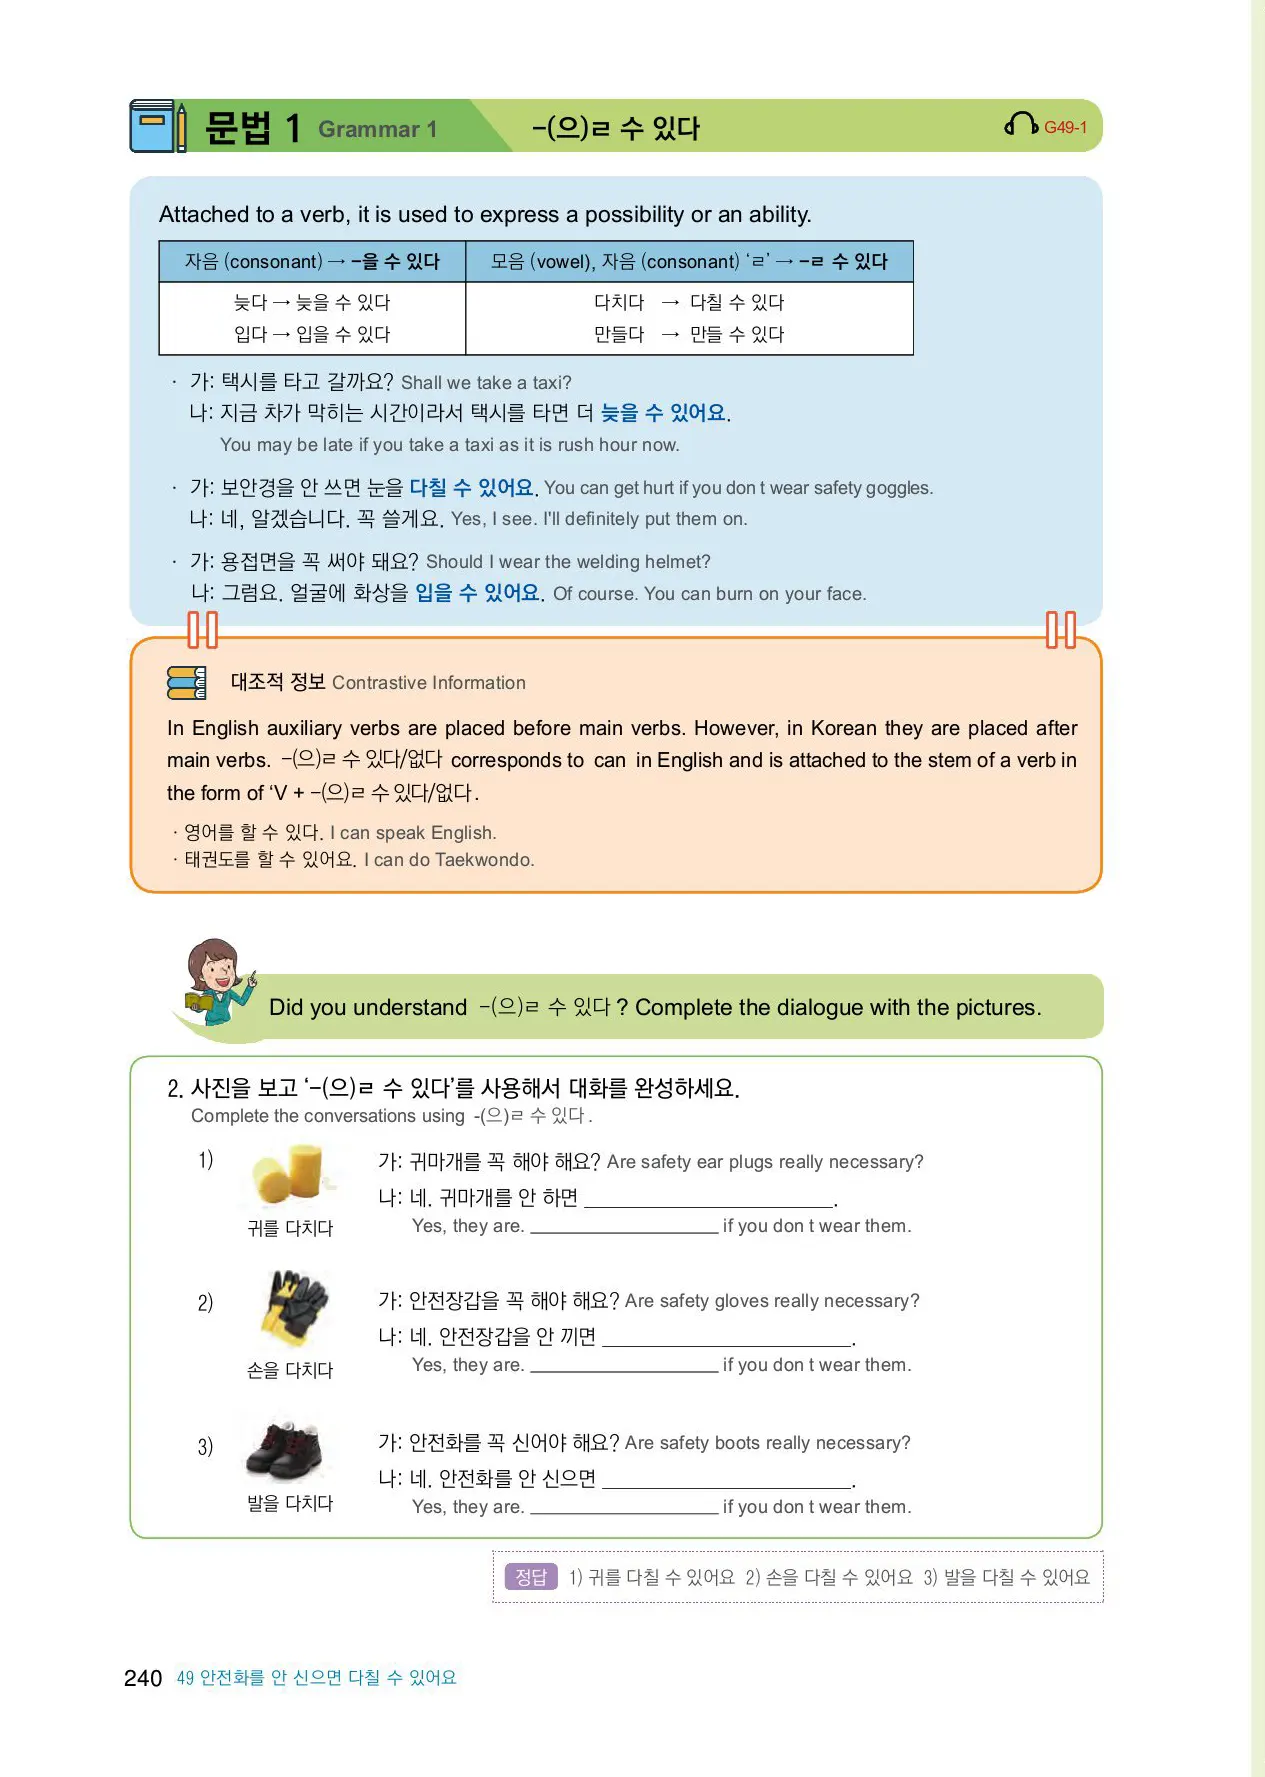 문법 1 Grammar 1 -(으)ㄹ 수 있다 G49-1
Attached to a verb, it is used to express a possibility or an ability.
자음 (consonant) → -을 수 있다 모음 (vowel), 자음 (consonant) ‘ㄹ’ → -ㄹ 수 있다
늦다 → 늦을 수 있다 다치다 → 다칠 수 있다
입다 → 입을 수 있다 만들다 → 만들 수 있다
· 가: 택시를 타고 갈까요? Shall we take a taxi?
나: 지금 차가 막히는 시간이라서 택시를 타면 더 늦을 수 있어요.
You may be late if you take a taxi as it is rush hour now.
· 가: 보안경을 안 쓰면 눈을 다칠 수 있어요. You can get hurt if you don t wear safety goggles.
나: 네, 알겠습니다. 꼭 쓸게요. Yes, I see. I'll definitely put them on.
· 가: 용접면을 꼭 써야 돼요? Should I wear the welding helmet?
냐: 그럼요. 얼굴에 화상을 입을 수 있어요. Of course. You can burn on your face.
대조적 정보 Contrastive Information
In English auxiliary verbs are placed before main verbs. However, in Korean they are placed after
main verbs. -(으)ㄹ 수 있다/없다 corresponds to can in English and is attached to the stem of a verb in
the form of ‘V + -(으)ㄹ 수 있다/없다.
· 영어를 할 수 있다. I can speak English.
· 태권도를 할 수 있어요. I can do Taekwondo.
Did you understand -(으)ㄹ 수 있다 ? Complete the dialogue with the pictures.
2. 사진을 보고 ‘-(으)ㄹ 수 있다’를 사용해서 대화를 완성하세요.
Complete the conversations using -(으)ㄹ 수 있다 .
1) 가: 귀마개를 꼭 해야 해요? Are safety ear plugs really necessary?
나: 네. 귀마개를 안 하면 ______________________.
귀를 다치다 Yes, they are. __________________ if you don t wear them.
2) 가: 안전장갑을 꼭 해야 해요? Are safety gloves really necessary?
나: 네. 안전장갑을 안 끼면 ______________________.
손을 다치다 Yes, they are. __________________ if you don t wear them.
3) 가: 안전화를 꼭 신어야 해요? Are safety boots really necessary?
나: 네. 안전화를 안 신으면 ______________________.
발을 다치다 Yes, they are. __________________ if you don t wear them.
정답 1) 귀를 다칠 수 있어요 2) 손을 다칠 수 있어요 3) 발을 다칠 수 있어요
240 49 안전화를 안 신으면 다칠 수 있어요